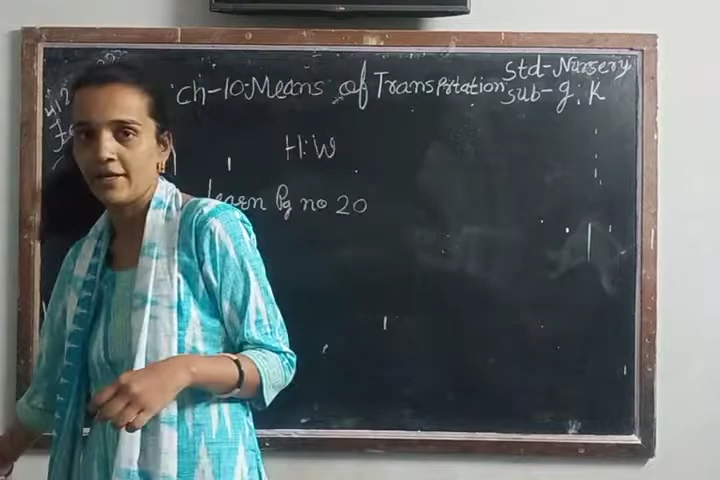 Ch-10:Means of Transportation
Std-Nursery
Sub-G.K
H.W
Learn Pg no 20